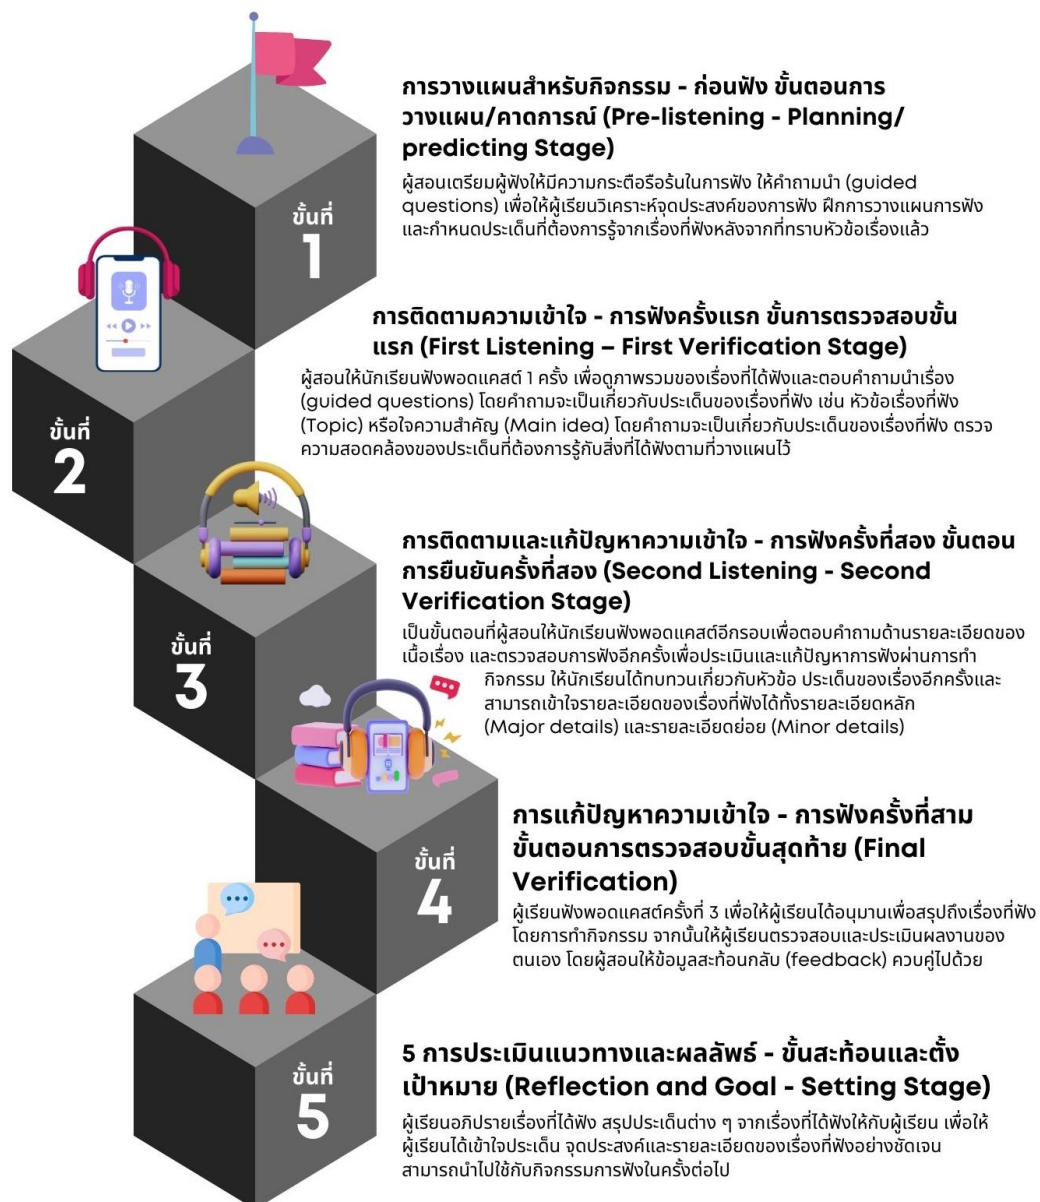 การวางแผนสำหรับกิจกรรม - ก่อนฟัง ขั้นตอนการ
วางแผน/คาดการณ์ (Pre-listening - Planning/
predicting Stage)
ผู้สอนเตรียมผู้ฟังให้มีความกระตือรือร้นในการฟัง ให้คำถามนำ (guided
questions) เพื่อให้ผู้เรียนวิเคราะห์จุดประสงค์ของการฟัง ฝึกการวางแผนการฟัง
และกำหนดประเด็นที่ต้องการรู้จากเรื่องที่ฟังหลังจากที่ทราบหัวข้อเรื่องแล้ว
ขั้นที่
1
การติดตามความเข้าใจ - การฟังครั้งแรก ขั้นการตรวจสอบขั้น
แรก (First Listening – First Verification Stage)
ผู้สอนให้นักเรียนฟังพอดแคสต์ 1 ครั้ง เพื่อดูภาพรวมของเรื่องที่ได้ฟังและตอบคำถามนำเรื่อง
(guided questions) โดยคำถามจะเป็นเกี่ยวกับประเด็นของเรื่องที่ฟัง เช่น หัวข้อเรื่องที่ฟัง
(Topic) หรือใจความสำคัญ (Main idea) โดยคำถามจะเป็นเกี่ยวกับประเด็นของเรื่องที่ฟัง ตรวจ
ความสอดคล้องของประเด็นที่ต้องการรู้กับสิ่งที่ได้ฟังตามที่วางแผนไว้
ขั้นที่
2
การติดตามและแก้ปัญหาความเข้าใจ - การฟังครั้งที่สอง ขั้นตอน
การยืนยันครั้งที่สอง (Second Listening - Second
Verification Stage)
เป็นขั้นตอนที่ผู้สอนให้นักเรียนฟังพอดแคสต์อีกรอบเพื่อตอบคำถามด้านรายละเอียดของ
เนื้อเรื่อง และตรวจสอบการฟังอีกครั้งเพื่อประเมินและแก้ปัญหาการฟังผ่านการทำ
กิจกรรม ให้นักเรียนได้ทบทวนเกี่ยวกับหัวข้อ ประเด็นของเรื่องอีกครั้งและ
สามารถเข้าใจรายละเอียดของเรื่องที่ฟังได้ทั้งรายละเอียดหลัก
(Major details) และรายละเอียดย่อย (Minor details)
ขั้นที่
3
การแก้ปัญหาความเข้าใจ - การฟังครั้งที่สาม
ขั้นตอนการตรวจสอบขั้นสุดท้าย (Final
Verification)
ผู้เรียนฟังพอดแคสต์ครั้งที่ 3 เพื่อให้ผู้เรียนได้อนุมานเพื่อสรุปถึงเรื่องที่ฟัง
โดยการทำกิจกรรม จากนั้นให้ผู้เรียนตรวจสอบและประเมินผลงานของ
ตนเอง โดยผู้สอนให้ข้อมูลสะท้อนกลับ (feedback) ควบคู่ไปด้วย
ขั้นที่
4
5 การประเมินแนวทางและผลลัพธ์ - ขั้นสะท้อนและตั้ง
เป้าหมาย (Reflection and Goal - Setting Stage)
ผู้เรียนอภิปรายเรื่องที่ได้ฟัง สรุปประเด็นต่าง ๆ จากเรื่องที่ได้ฟังให้กับผู้เรียน เพื่อให้
ผู้เรียนได้เข้าใจประเด็น จุดประสงค์และรายละเอียดของเรื่องที่ฟังอย่างชัดเจน
สามารถนำไปใช้กับกิจกรรมการฟังในครั้งต่อไป
ขั้นที่
5